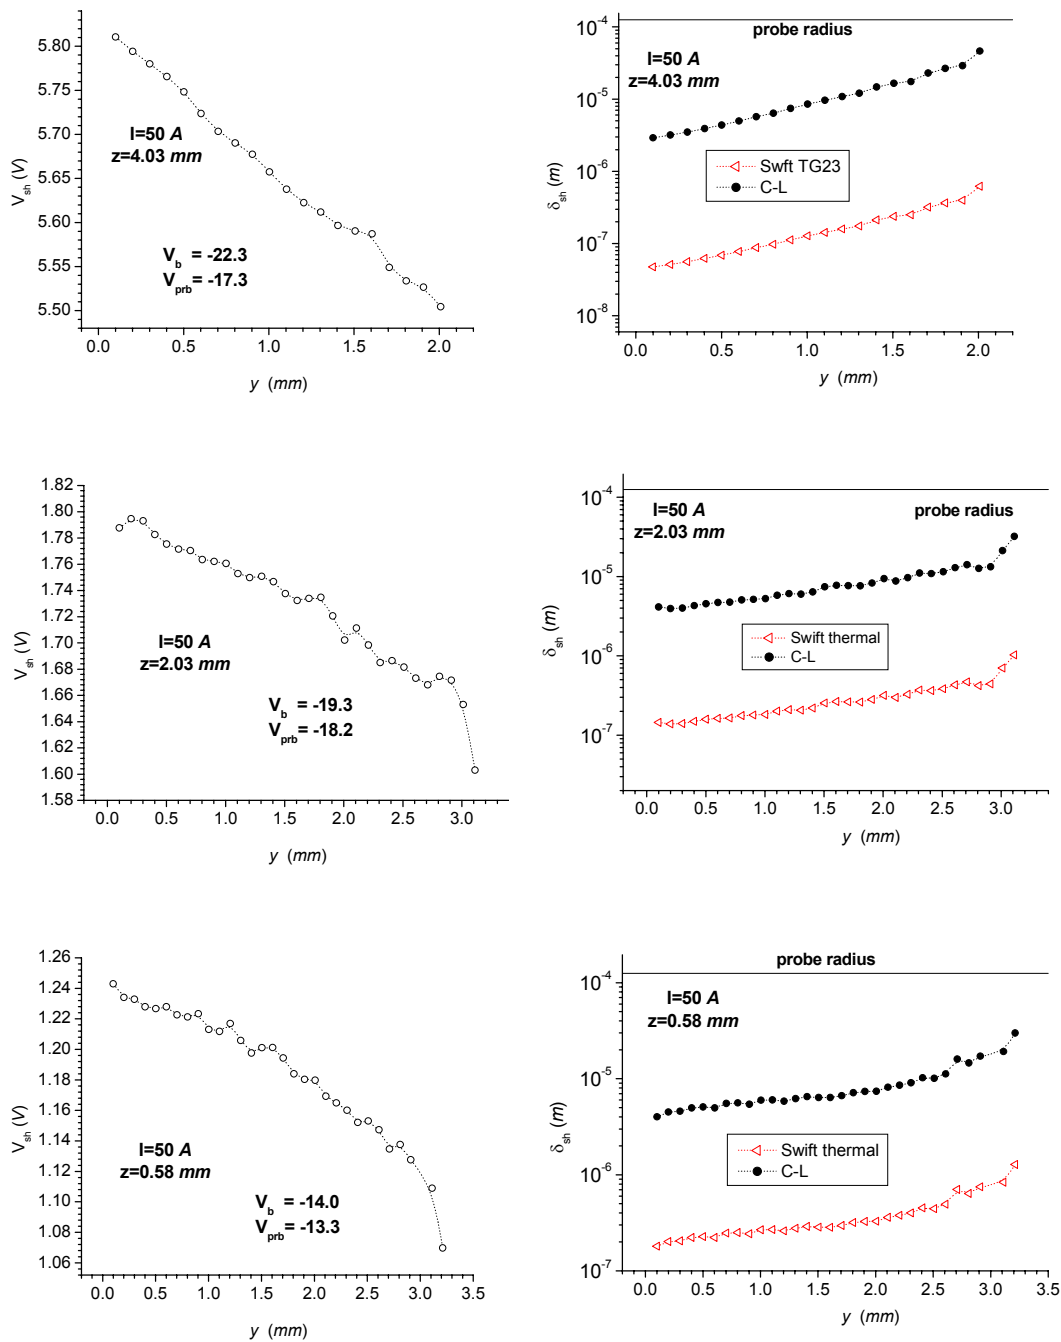 5.80
5.75
5.70
5.65
5.60
5.55
5.50
V_sh (V)
I=50 A
z=4.03 mm
V_b = -22.3
V_prb = -17.3
0.0 0.5 1.0 1.5 2.0
y (mm)
10^-4
10^-5
10^-6
10^-7
10^-8
δ_sh (m)
probe radius
I=50 A
z=4.03 mm
Swft TG23
C-L
0.0 0.5 1.0 1.5 2.0
y (mm)
1.82
1.80
1.78
1.76
1.74
1.72
1.70
1.68
1.66
1.64
1.62
1.60
1.58
V_sh (V)
I=50 A
z=2.03 mm
V_b = -19.3
V_prb = -18.2
0.0 0.5 1.0 1.5 2.0 2.5 3.0
y (mm)
10^-4
10^-5
10^-6
10^-7
δ_sh (m)
I=50 A
z=2.03 mm
probe radius
Swift thermal
C-L
0.0 0.5 1.0 1.5 2.0 2.5 3.0
y (mm)
1.26
1.24
1.22
1.20
1.18
1.16
1.14
1.12
1.10
1.08
1.06
V_sh (V)
I=50 A
z=0.58 mm
V_b = -14.0
V_prb = -13.3
0.0 0.5 1.0 1.5 2.0 2.5 3.0 3.5
y (mm)
probe radius
10^-4
10^-5
10^-6
10^-7
δ_sh (m)
I=50 A
z=0.58 mm
Swift thermal
C-L
0.0 0.5 1.0 1.5 2.0 2.5 3.0 3.5
y (mm)